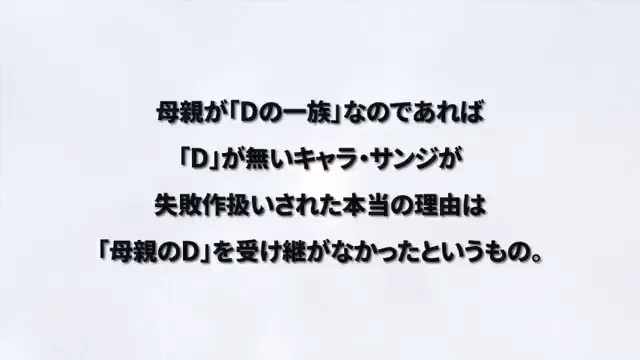 母親が「Dの一族」なのであれば
「D」が無いキャラ・サンジが
失敗作扱いされた本当の理由は
「母親のD」を受け継がなかったというもの。